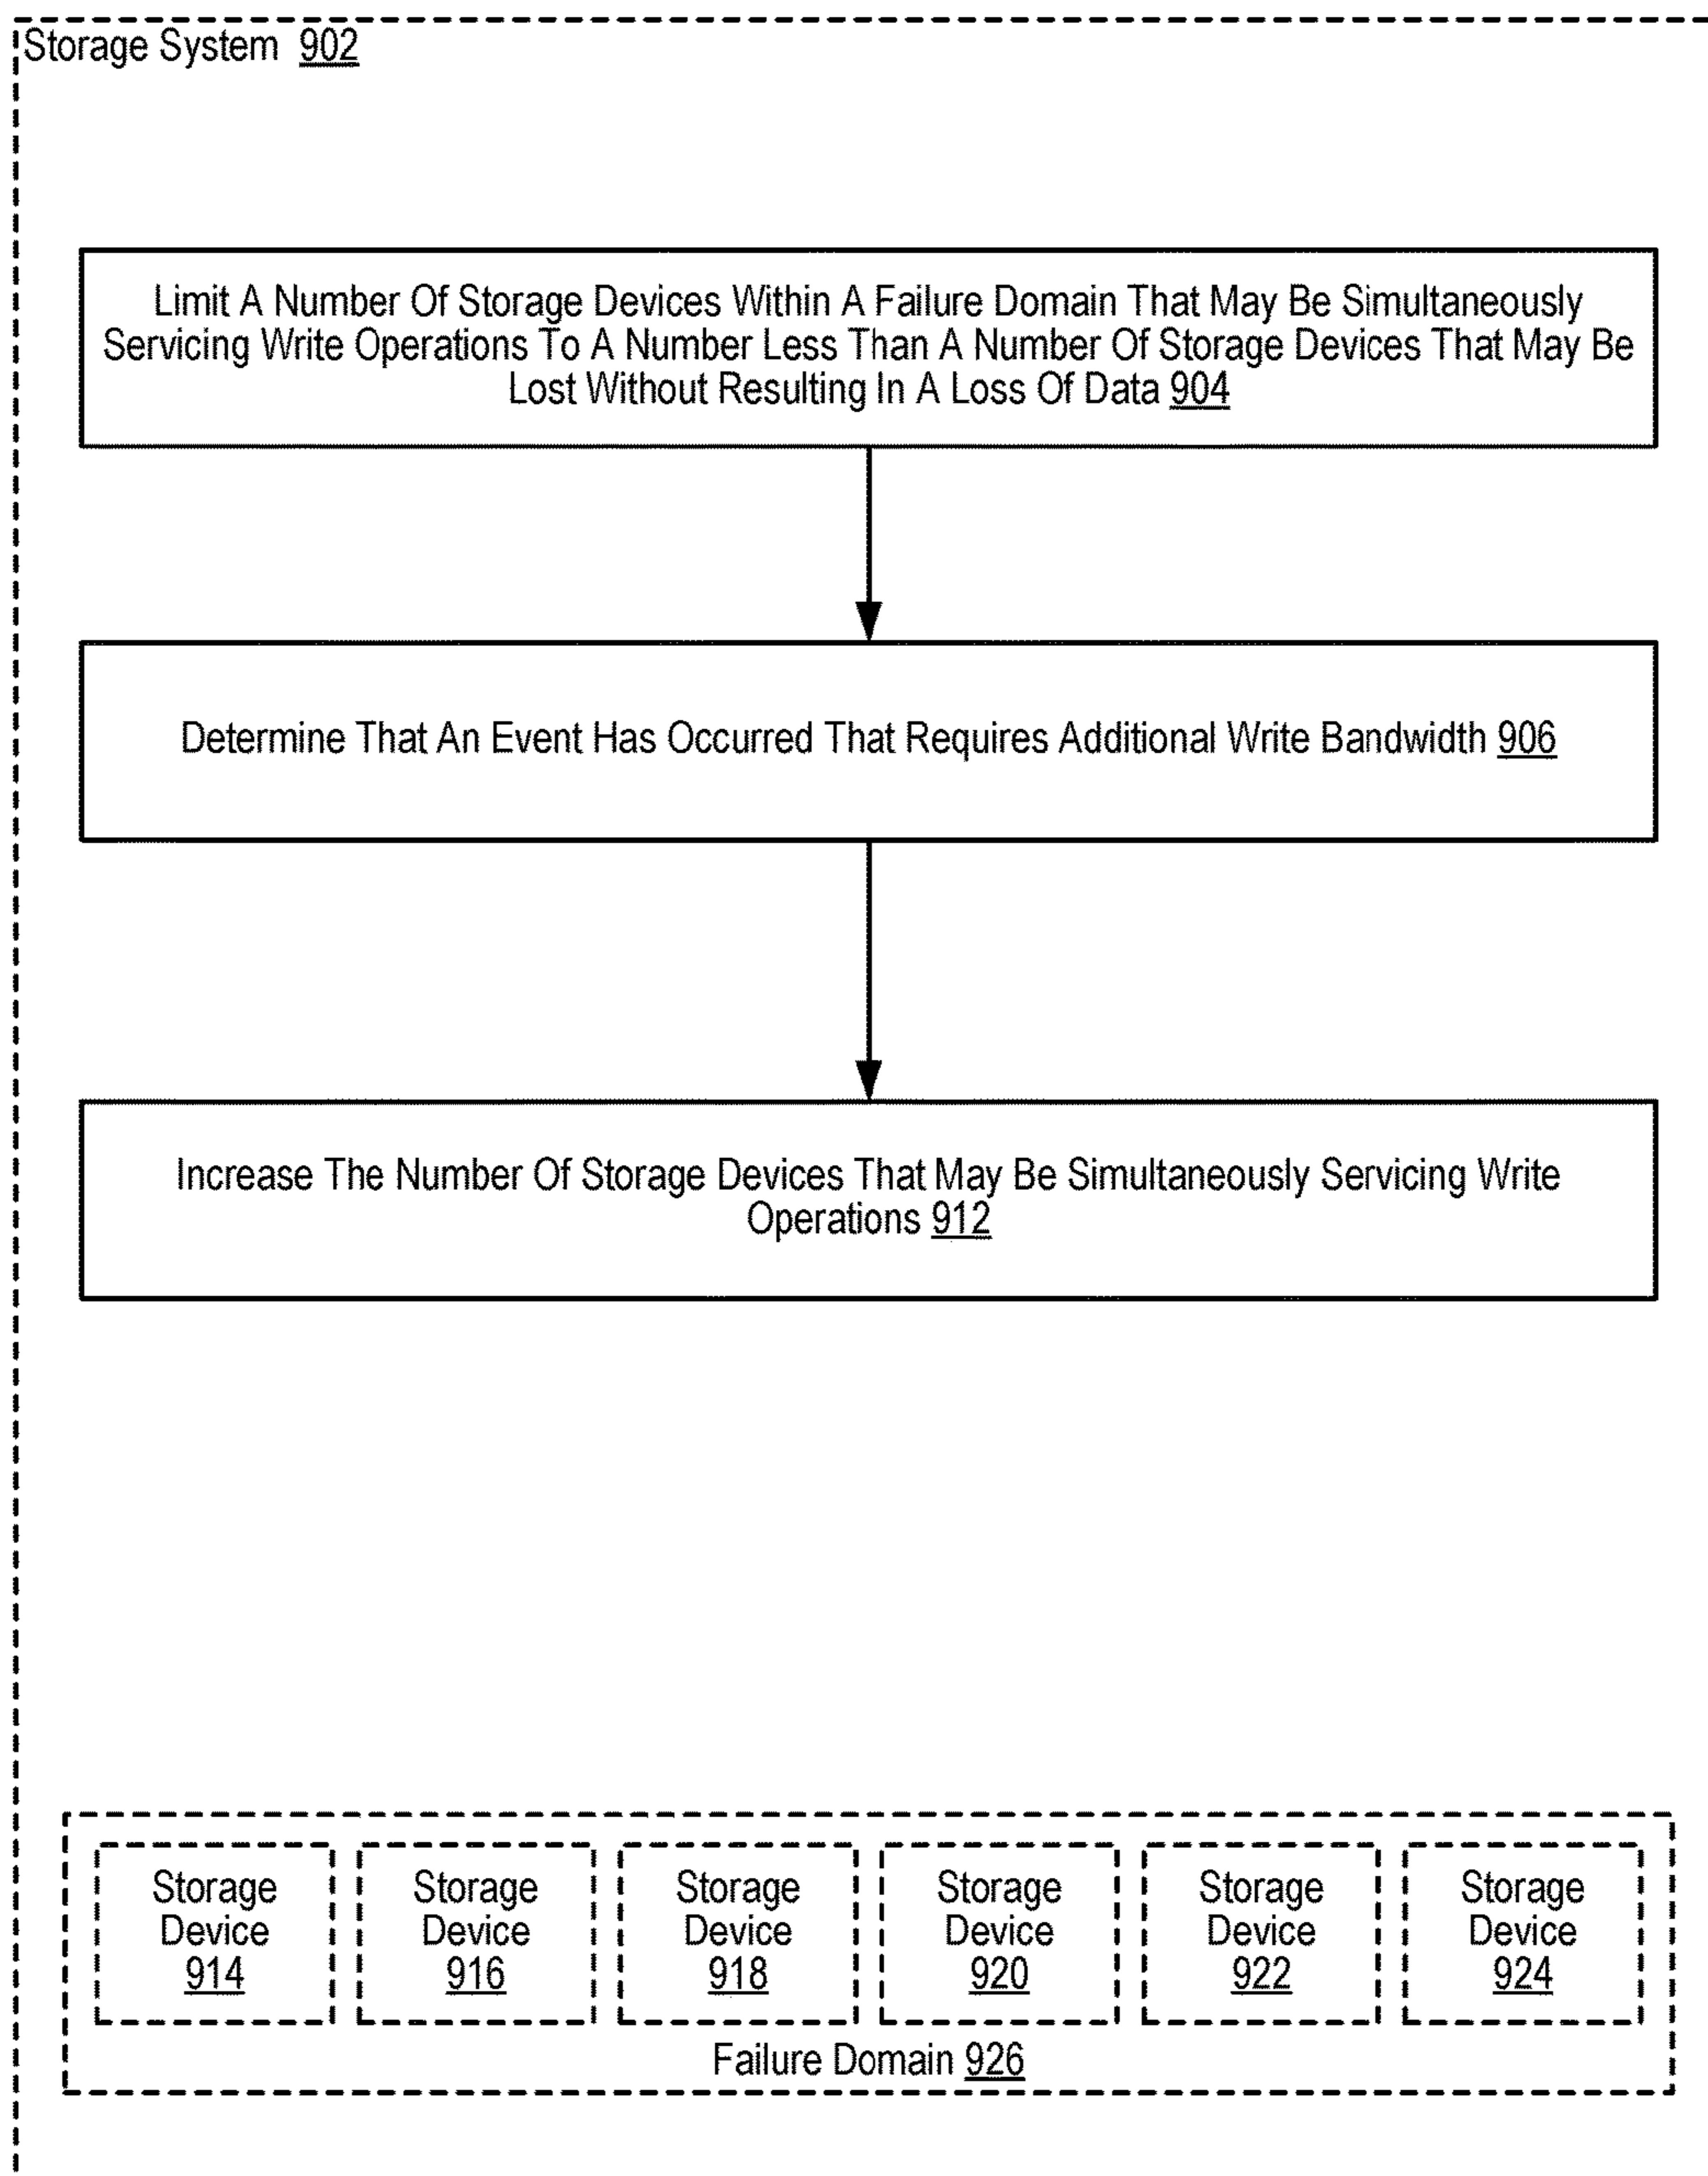 Storage System 902
Limit A Number Of Storage Devices Within A Failure Domain That May Be Simultaneously
Servicing Write Operations To A Number Less Than A Number Of Storage Devices That May Be
Lost Without Resulting In A Loss Of Data 904
Determine That An Event Has Occurred That Requires Additional Write Bandwidth 906
Increase The Number Of Storage Devices That May Be Simultaneously Servicing Write
Operations 912
Storage
Device
914
Storage
Device
916
Storage
Device
918
Storage
Device
920
Storage
Device
922
Storage
Device
924
Failure Domain 926